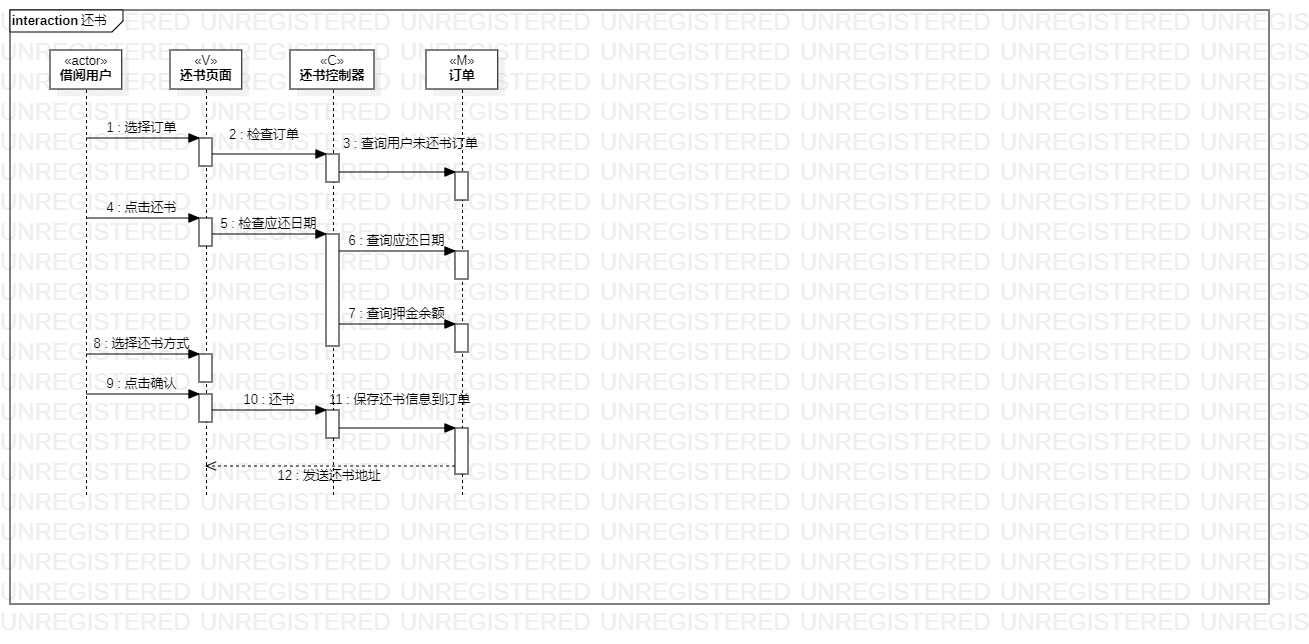 interaction 还书
«actor»
借阅用户
«V»
还书页面
«C»
还书控制器
«M»
订单
1 : 选择订单
2 : 检查订单
3 : 查询用户未还书订单
4 : 点击还书
5 : 检查应还日期
6 : 查询应还日期
7 : 查询押金余额
8 : 选择还书方式
9 : 点击确认
10 : 还书
11 : 保存还书信息到订单
12 : 发送还书地址
UNREGISTERED UNREGISTERED UNREGISTERED UNREGISTERED UNREGISTERED UNREGISTERED UNREGIS